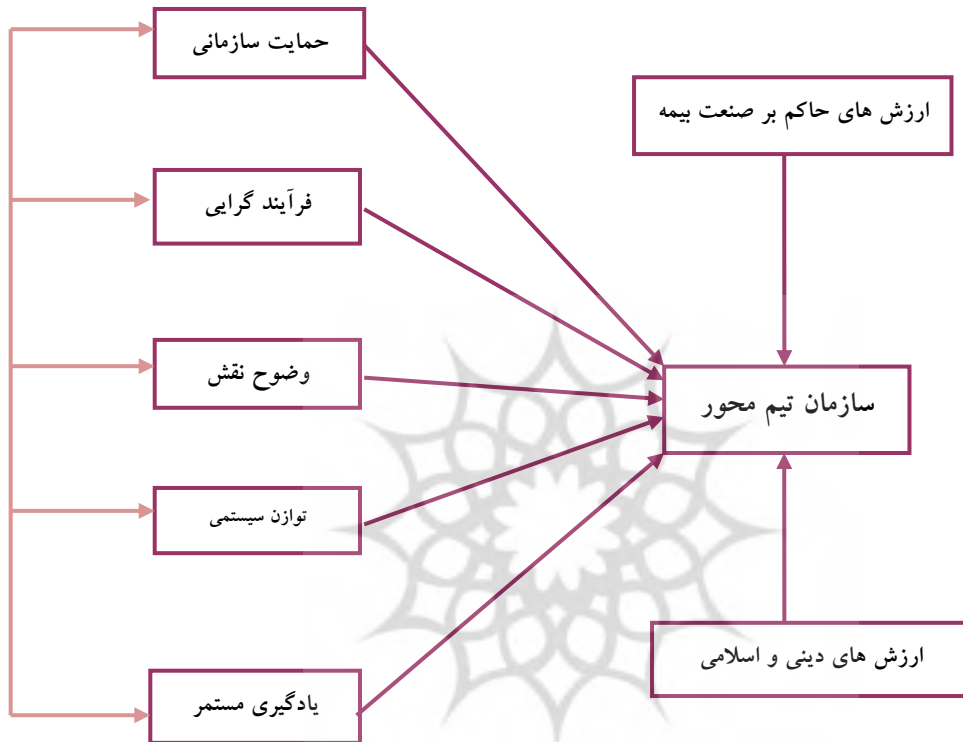 حمایت سازمانی
ارزش های حاکم بر صنعت بیمه
فرآیند گرایی
وضوح نقش
سازمان تیم محور
توازن سیستمی
ارزش های دینی و اسلامی
یادگیری مستمر